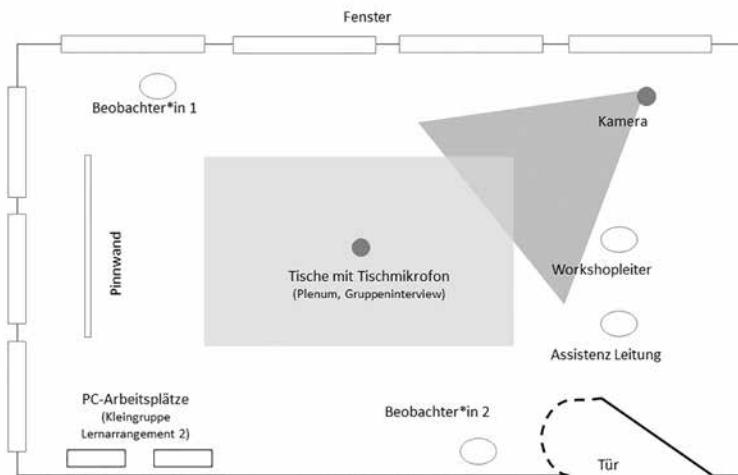 Fenster
Beobachter*in 1
Kamera
Pinnwand
Tische mit Tischmikrofon
(Plenum, Gruppeninterview)
Workshopleiter
Assistenz Leitung
PC-Arbeitsplätze
(Kleingruppe
Lernarrangement 2)
Beobachter*in 2
Tür